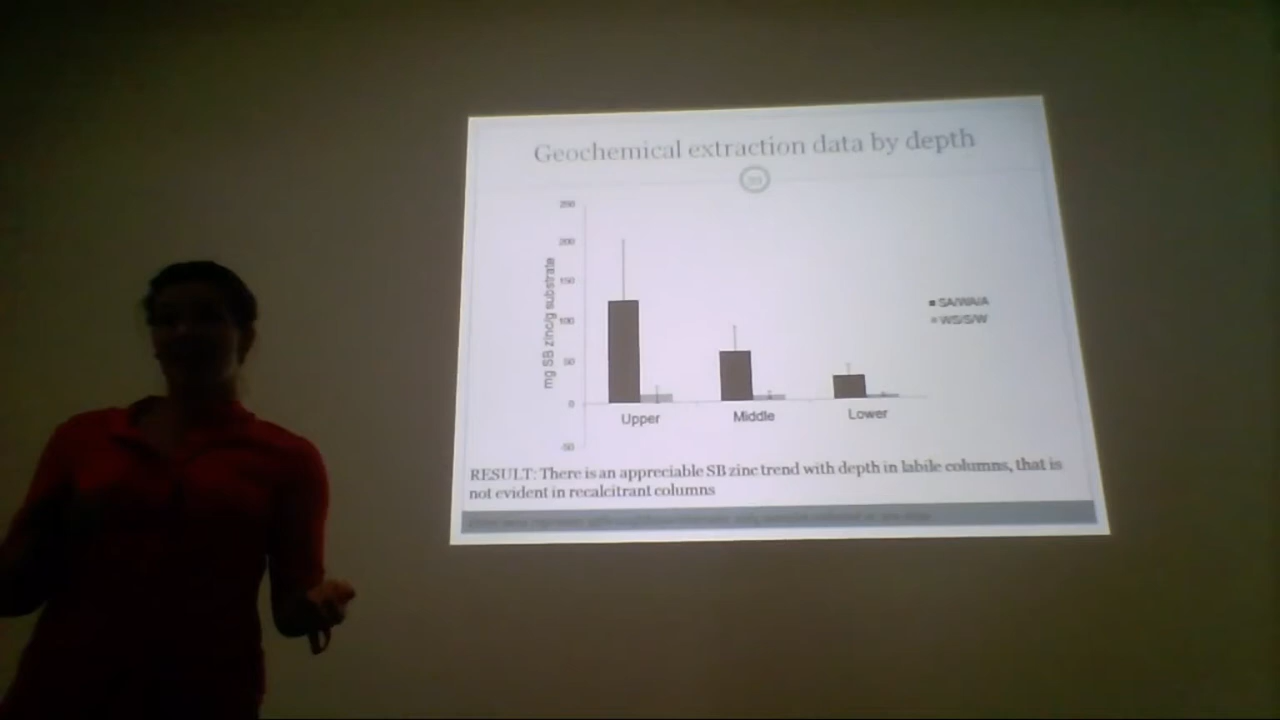 Geochemical extraction data by depth
250
200
150
100
50
0
-50
mg SB zinc/g substrate
Upper Middle Lower
SA/WA/A
WS/S/W
RESULT: There is an appreciable SB zinc trend with depth in labile columns, that is
not evident in recalcitrant columns